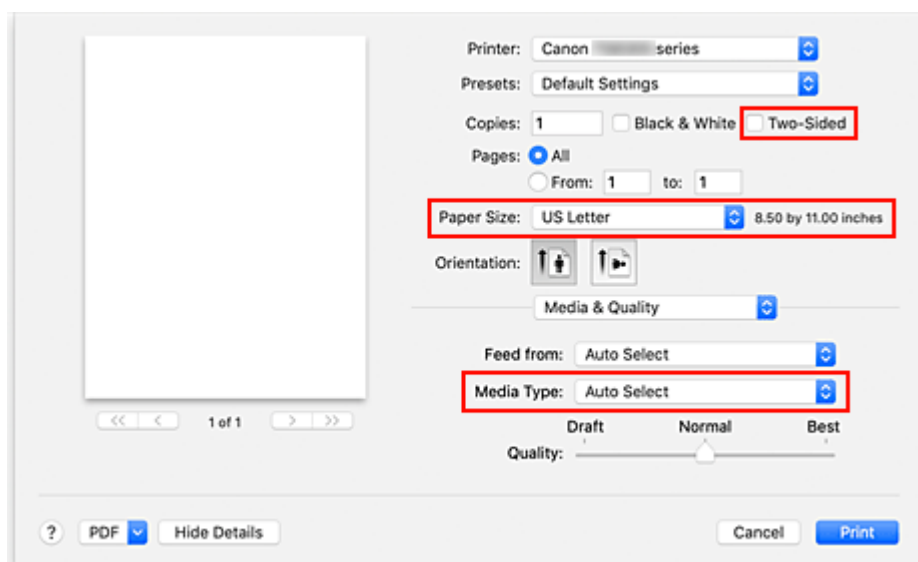 Printer: Canon series
Presets: Default Settings
Copies: 1 Black & White Two-Sided
Pages: All
From: 1 to: 1
Paper Size: US Letter 8.50 by 11.00 inches
Orientation:
Media & Quality
Feed from: Auto Select
Media Type: Auto Select
<< < 1 of 1 > >>
Draft Normal Best
Quality:
? PDF Hide Details Cancel Print